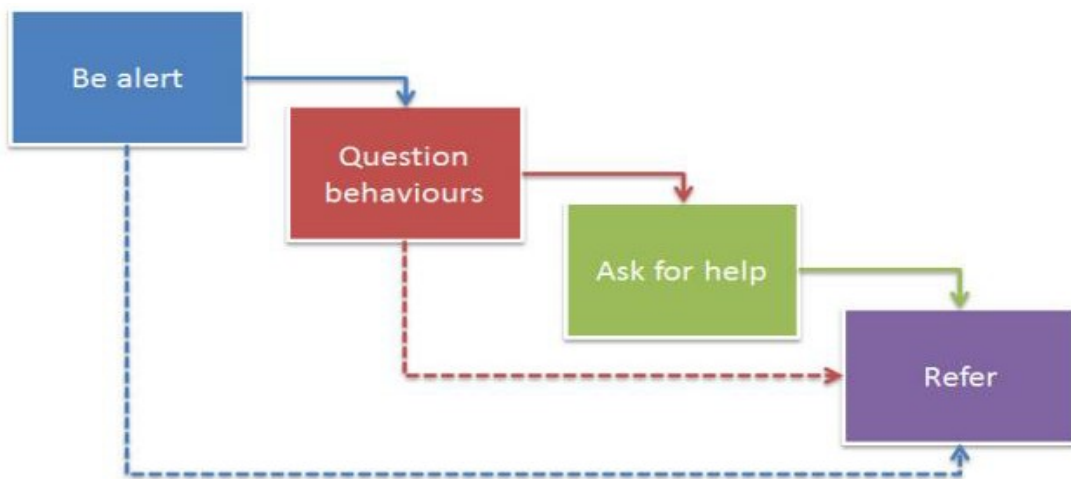 Be alert
Question
behaviours
Ask for help
Refer